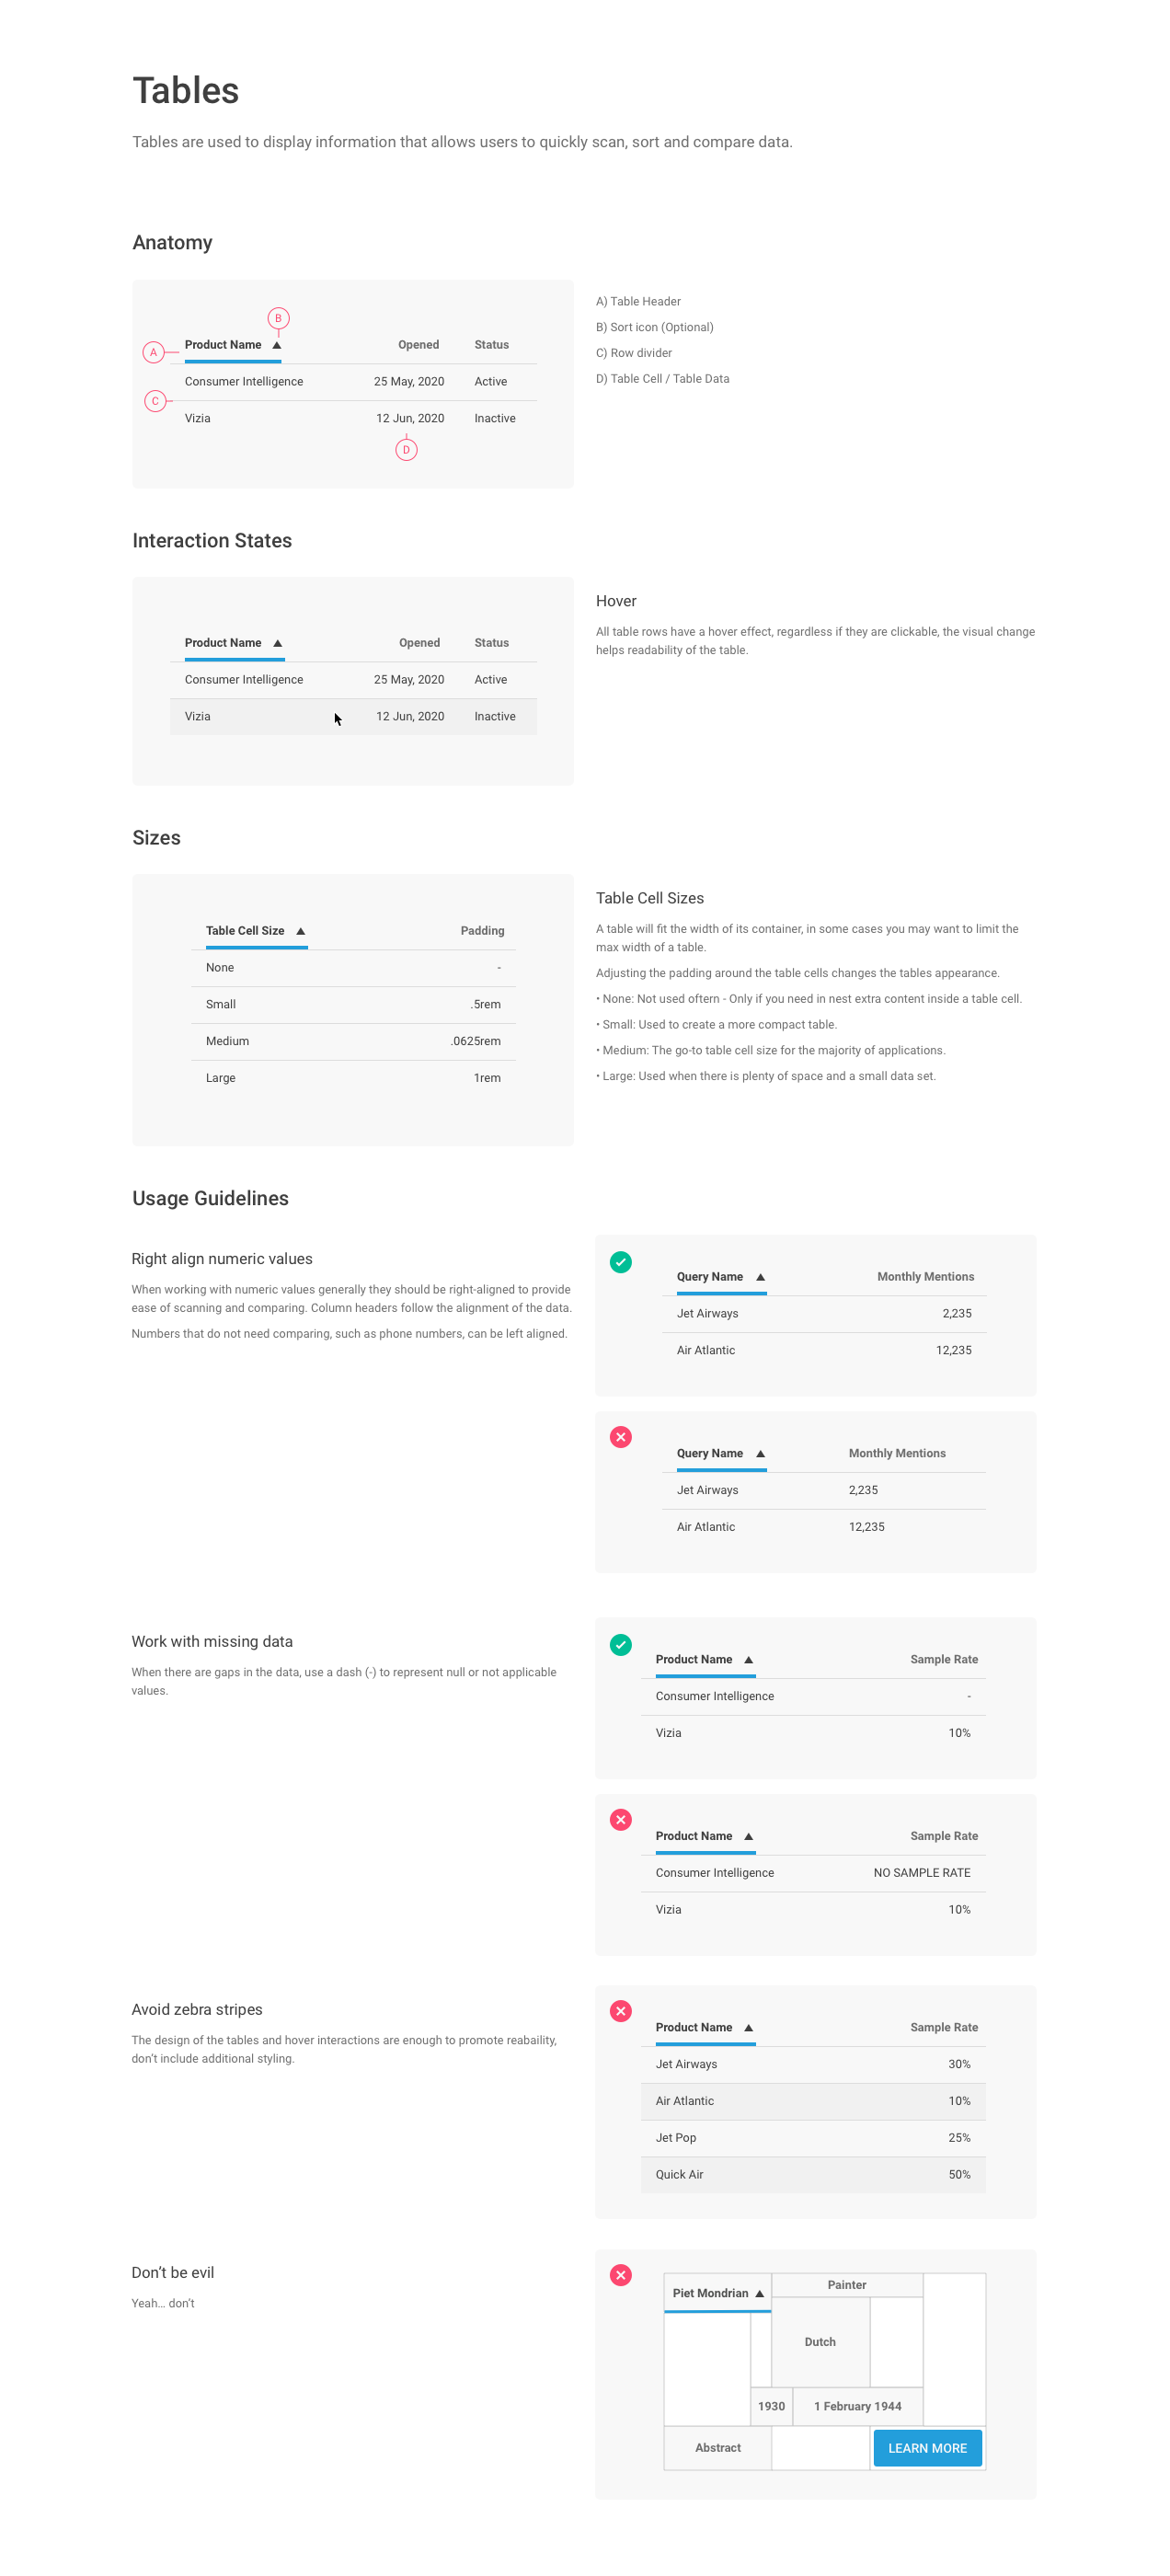 Tables
Tables are used to display information that allows users to quickly scan, sort and compare data.
Anatomy
B
A
Product Name ▲ Opened Status
Consumer Intelligence 25 May, 2020 Active
C
Vizia 12 Jun, 2020 Inactive
D
A) Table Header
B) Sort icon (Optional)
C) Row divider
D) Table Cell / Table Data
Interaction States
Product Name ▲ Opened Status
Consumer Intelligence 25 May, 2020 Active
Vizia 12 Jun, 2020 Inactive
Hover
All table rows have a hover effect, regardless if they are clickable, the visual change
helps readability of the table.
Sizes
Table Cell Size ▲ Padding
None -
Small .5rem
Medium .0625rem
Large 1rem
Table Cell Sizes
A table will fit the width of its container, in some cases you may want to limit the
max width of a table.
Adjusting the padding around the table cells changes the tables appearance.
• None: Not used oftern - Only if you need in nest extra content inside a table cell.
• Small: Used to create a more compact table.
• Medium: The go-to table cell size for the majority of applications.
• Large: Used when there is plenty of space and a small data set.
Usage Guidelines
Right align numeric values
When working with numeric values generally they should be right-aligned to provide
ease of scanning and comparing. Column headers follow the alignment of the data.
Numbers that do not need comparing, such as phone numbers, can be left aligned.
Query Name ▲ Monthly Mentions
Jet Airways 2,235
Air Atlantic 12,235
Query Name ▲ Monthly Mentions
Jet Airways 2,235
Air Atlantic 12,235
Work with missing data
When there are gaps in the data, use a dash (-) to represent null or not applicable
values.
Product Name ▲ Sample Rate
Consumer Intelligence -
Vizia 10%
Product Name ▲ Sample Rate
Consumer Intelligence NO SAMPLE RATE
Vizia 10%
Avoid zebra stripes
The design of the tables and hover interactions are enough to promote reabaility,
don't include additional styling.
Product Name ▲ Sample Rate
Jet Airways 30%
Air Atlantic 10%
Jet Pop 25%
Quick Air 50%
Don't be evil
Yeah... don't
Piet Mondrian ▲ Painter
Dutch
1930 1 February 1944
Abstract LEARN MORE